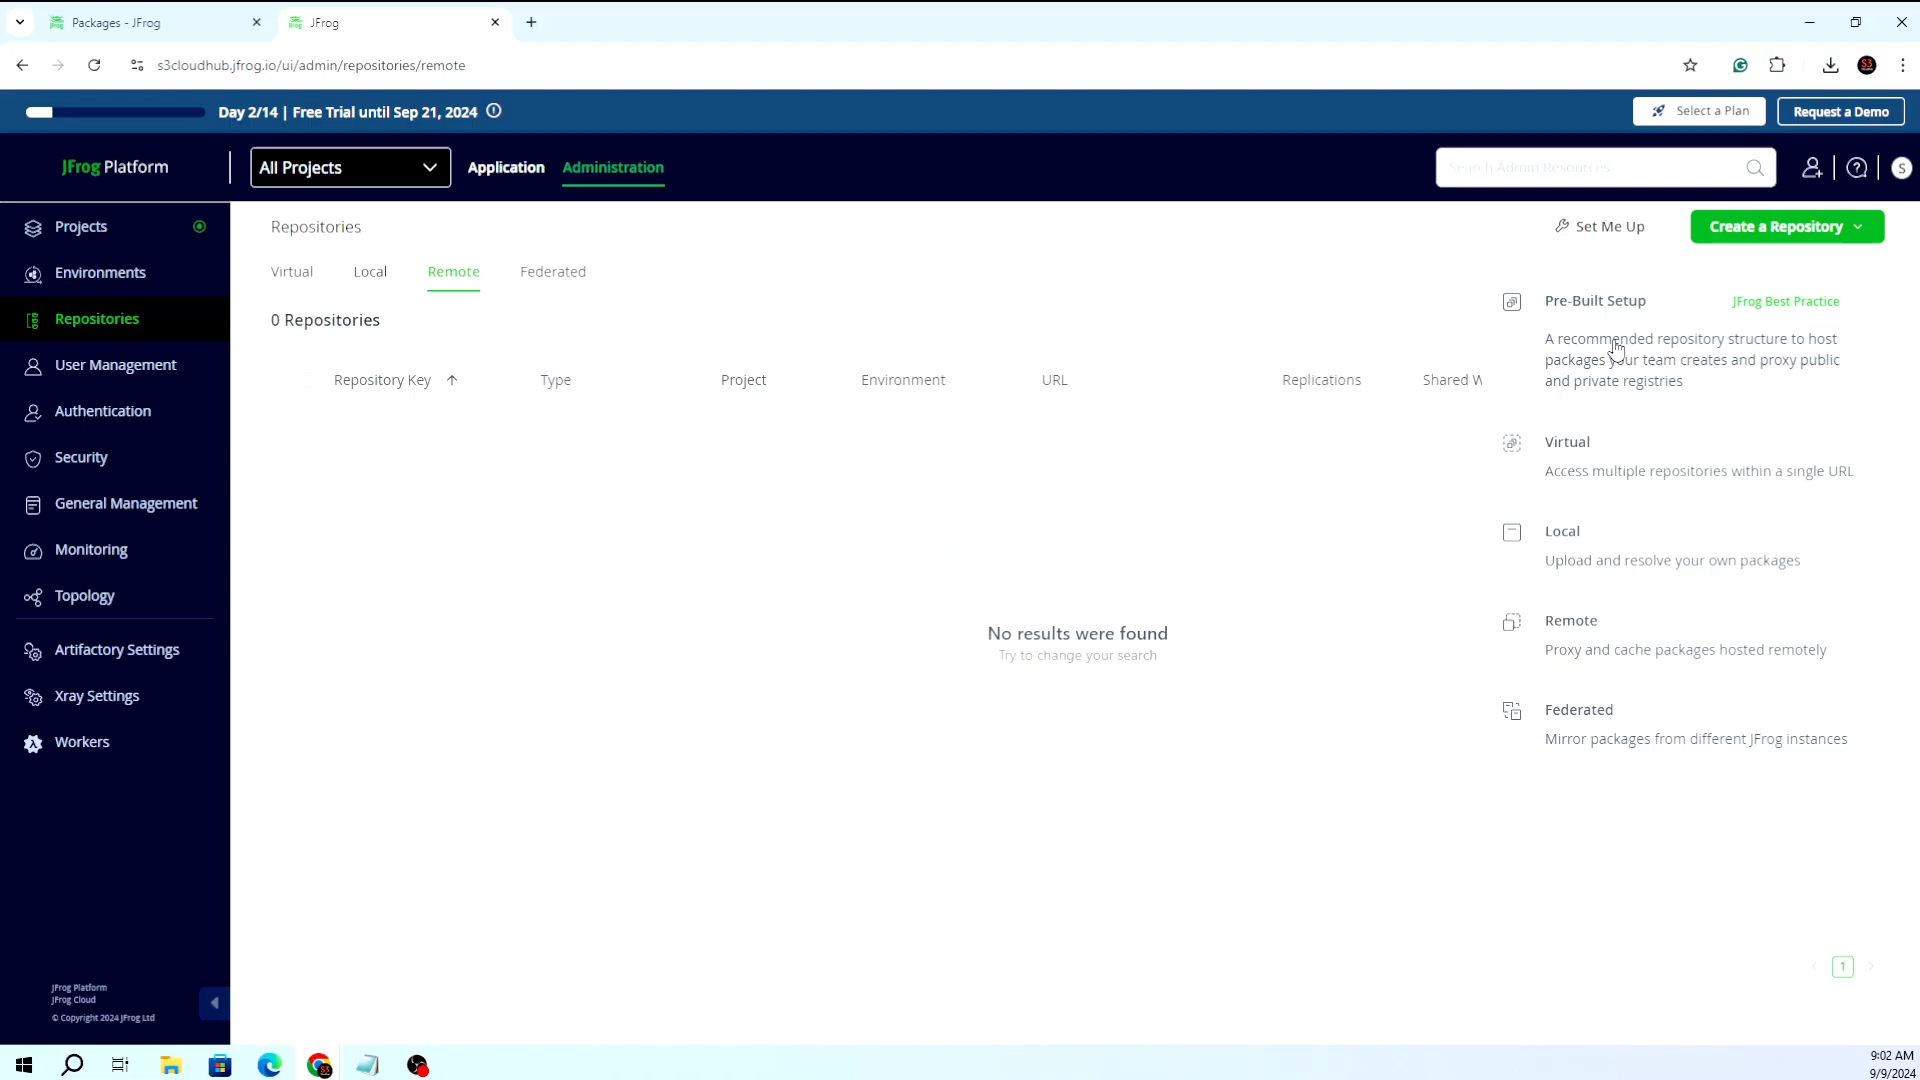 Packages - JFrog
JFrog
s3cloudhub.jfrog.io/ui/admin/repositories/remote
S3
Day 2/14 | Free Trial until Sep 21, 2024
Select a Plan
Request a Demo
JFrog Platform
All Projects
Application
Administration
Search Admin Resources
S
Projects
Environments
Repositories
User Management
Authentication
Security
General Management
Monitoring
Topology
Artifactory Settings
Xray Settings
Workers
JFrog Platform
JFrog Cloud
© Copyright 2024 JFrog Ltd
Repositories
Set Me Up
Create a Repository
Virtual
Local
Remote
Federated
0 Repositories
Repository Key
Type
Project
Environment
URL
Replications
Shared W
No results were found
Try to change your search
Pre-Built Setup
JFrog Best Practice
A recommended repository structure to host
packages your team creates and proxy public
and private registries
Virtual
Access multiple repositories within a single URL
Local
Upload and resolve your own packages
Remote
Proxy and cache packages hosted remotely
Federated
Mirror packages from different JFrog instances
1
S3
9:02 AM
9/9/2024